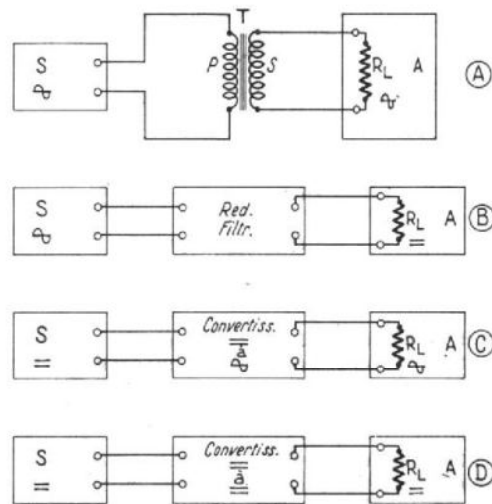 T
S P S R_L A Ⓐ
S Red. R_L A Ⓑ
Filtr.
S Convertiss. R_L A Ⓒ
à
S Convertiss. R_L A Ⓓ
à